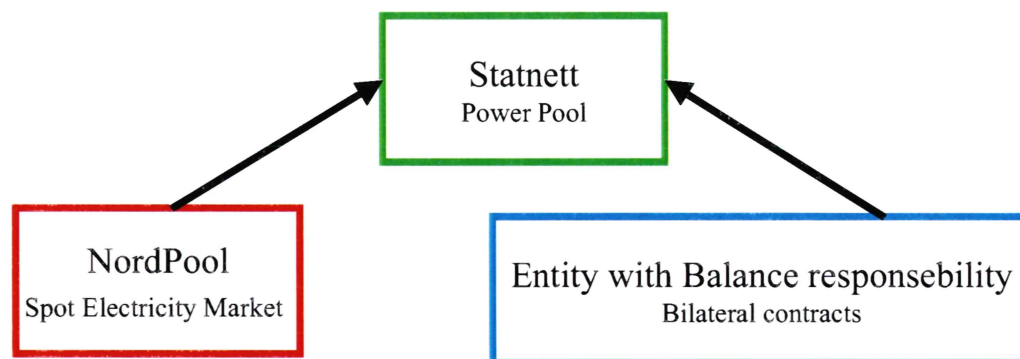 Statnett
Power Pool
NordPool
Spot Electricity Market
Entity with Balance responsebility
Bilateral contracts